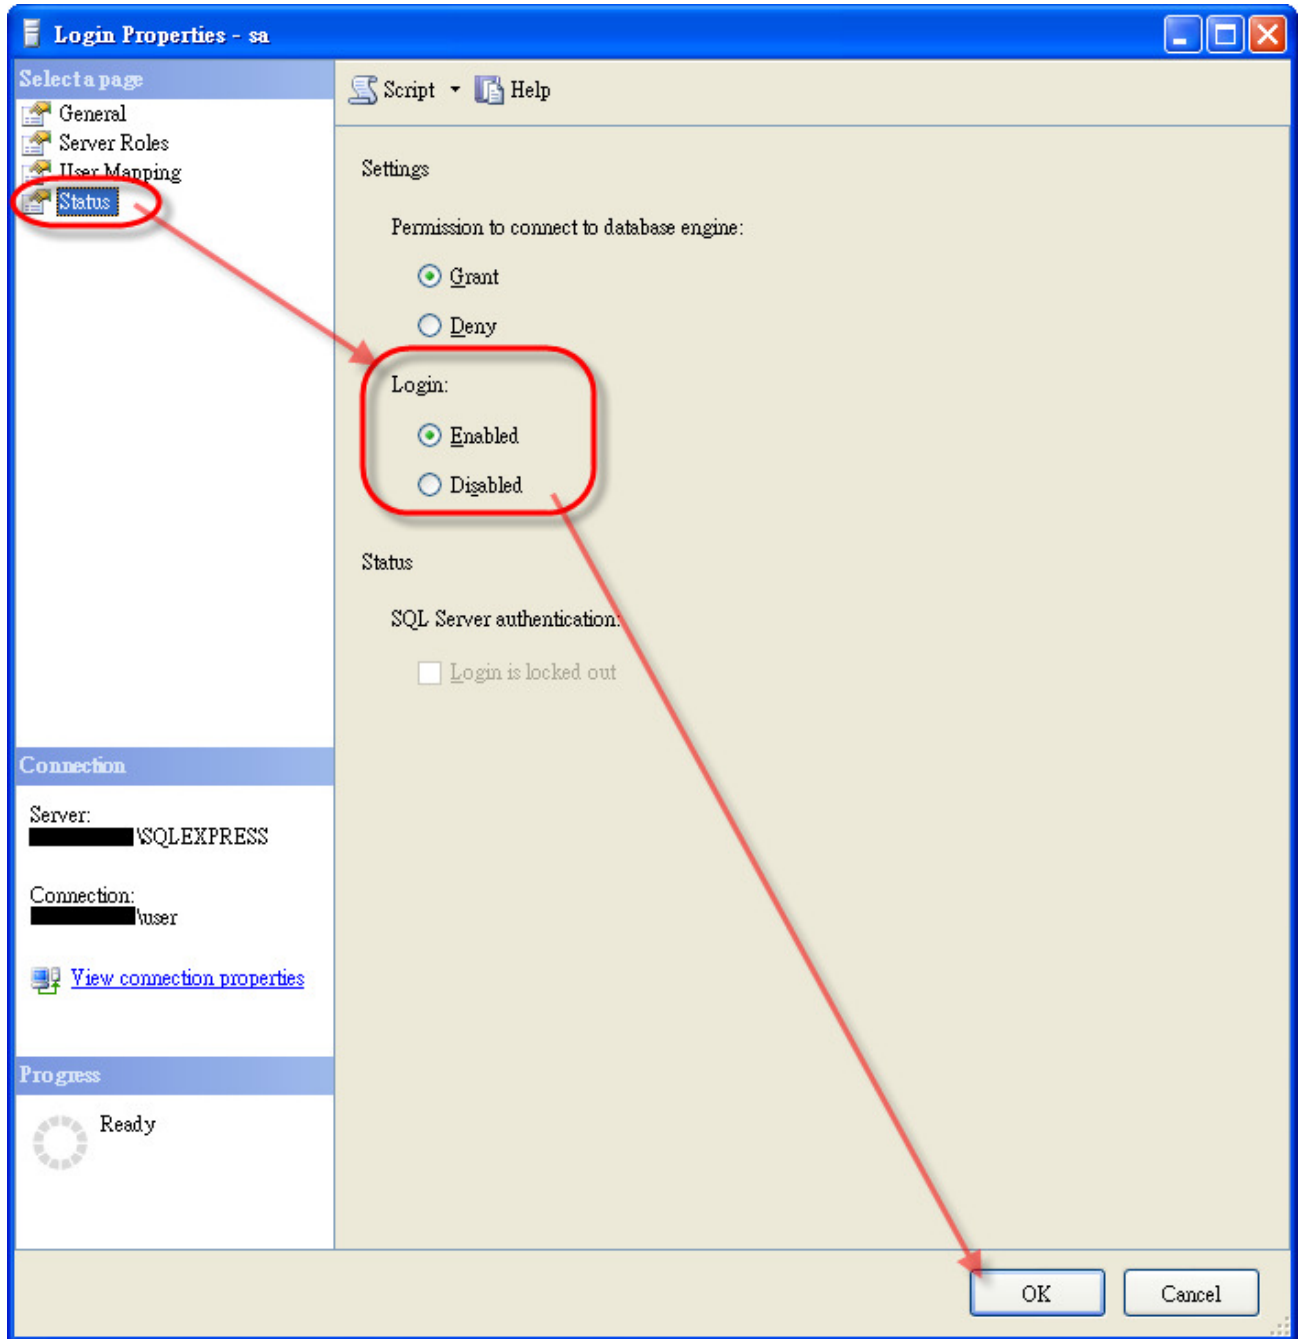 Login Properties - sa
Select a page
General
Server Roles
User Mapping
Status
Script
Help
Settings
Permission to connect to database engine:
Grant
Deny
Login:
Enabled
Disabled
Status
SQL Server authentication:
Login is locked out
Connection
Server:
\SQLEXPRESS
Connection:
\user
View connection properties
Progress
Ready
OK
Cancel